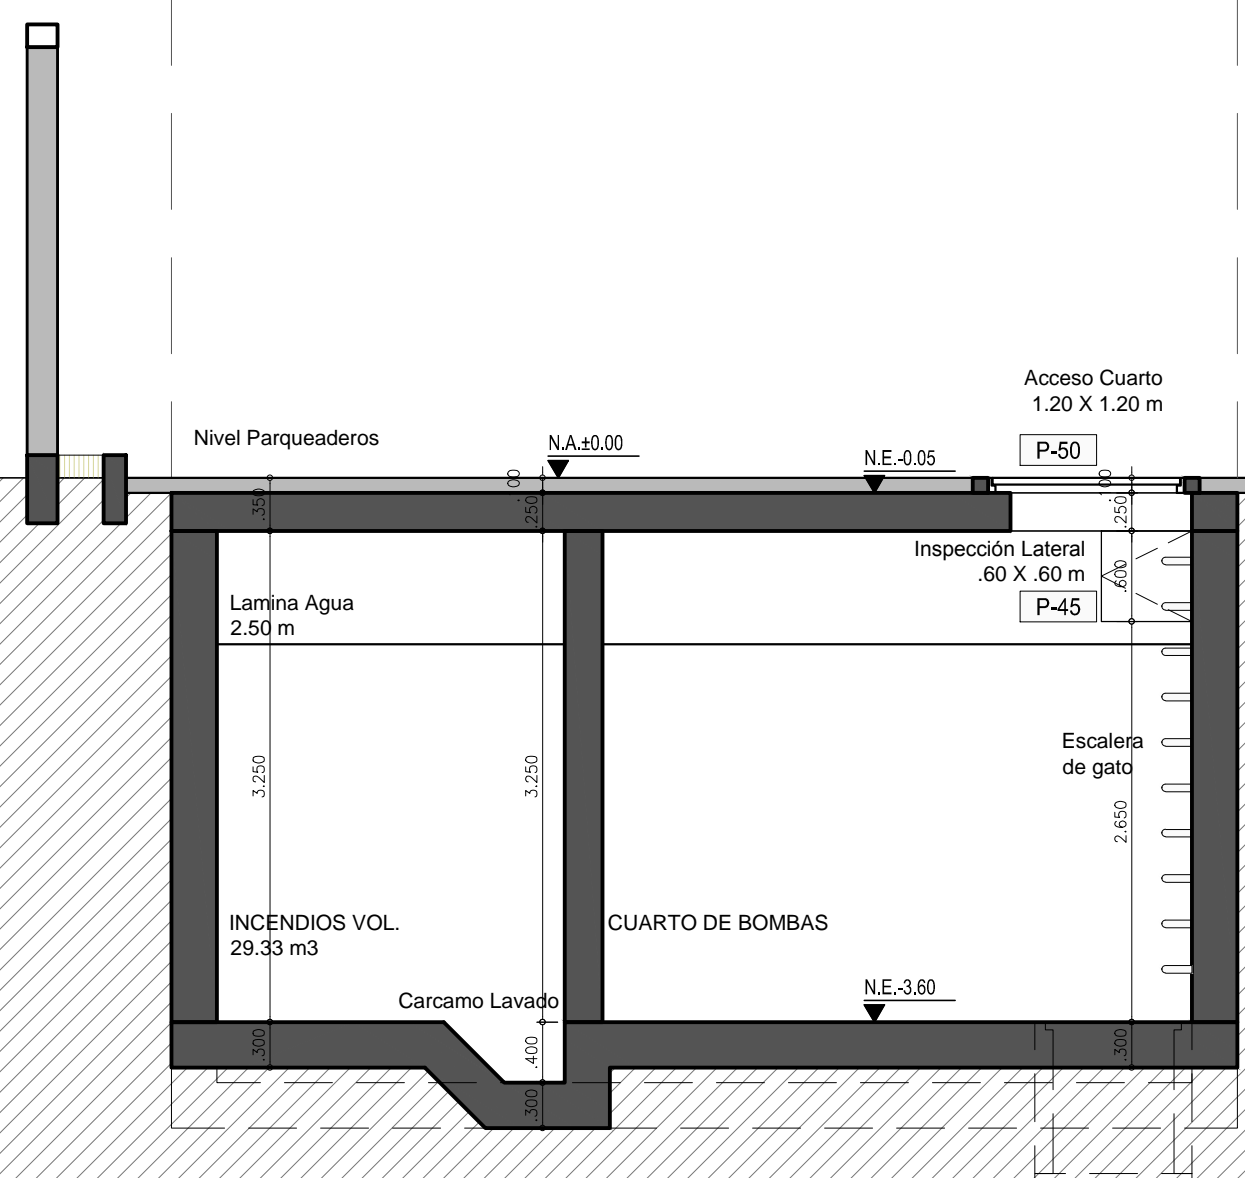 Acceso Cuarto
1.20 X 1.20 m
P-50
Nivel Parqueaderos
N.A.±0.00
N.E.-0.05
.350
.250
.250
Inspección Lateral
.60 X .60 m
P-45
.600
Lamina Agua
2.50 m
3.250
3.250
Escalera
de gato
2.650
INCENDIOS VOL.
29.33 m3
CUARTO DE BOMBAS
N.E.-3.60
Carcamo Lavado
.300
.400
.300
.300